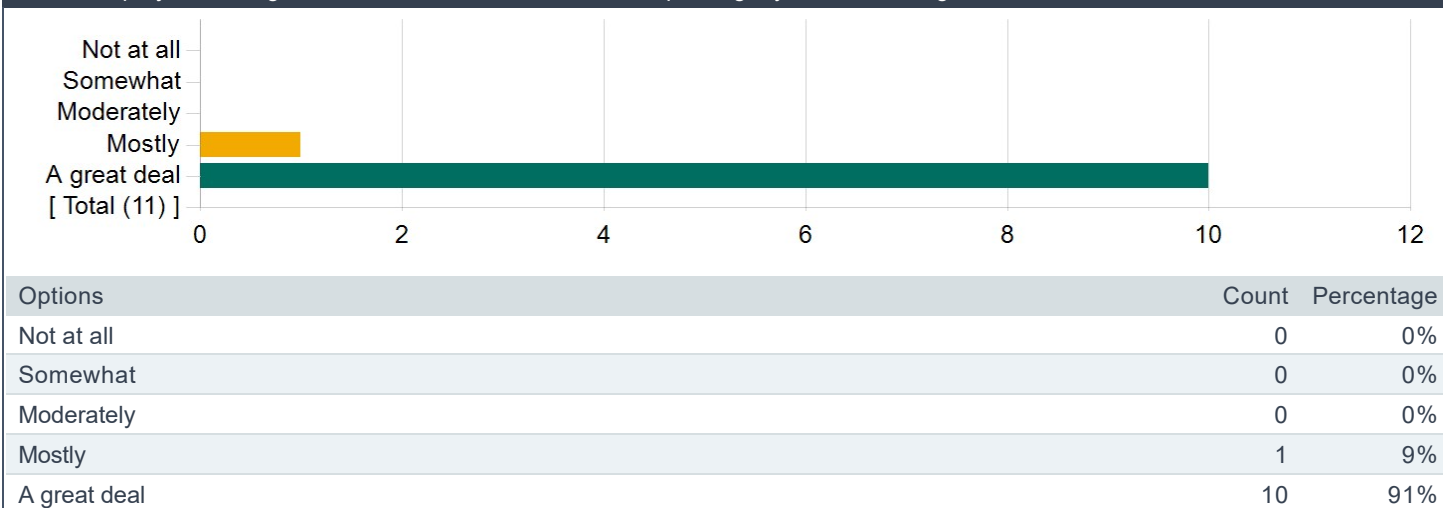 Not at all
Somewhat
Moderately
Mostly
A great deal
[ Total (11) ]
0 2 4 6 8 10 12
Options Count Percentage
Not at all 0 0%
Somewhat 0 0%
Moderately 0 0%
Mostly 1 9%
A great deal 10 91%